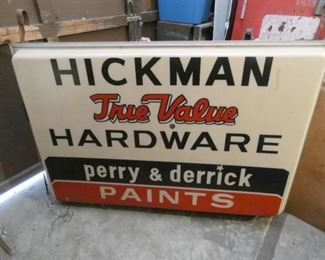 HICKMAN
True Value
HARDWARE
perry & derrick
PAINTS